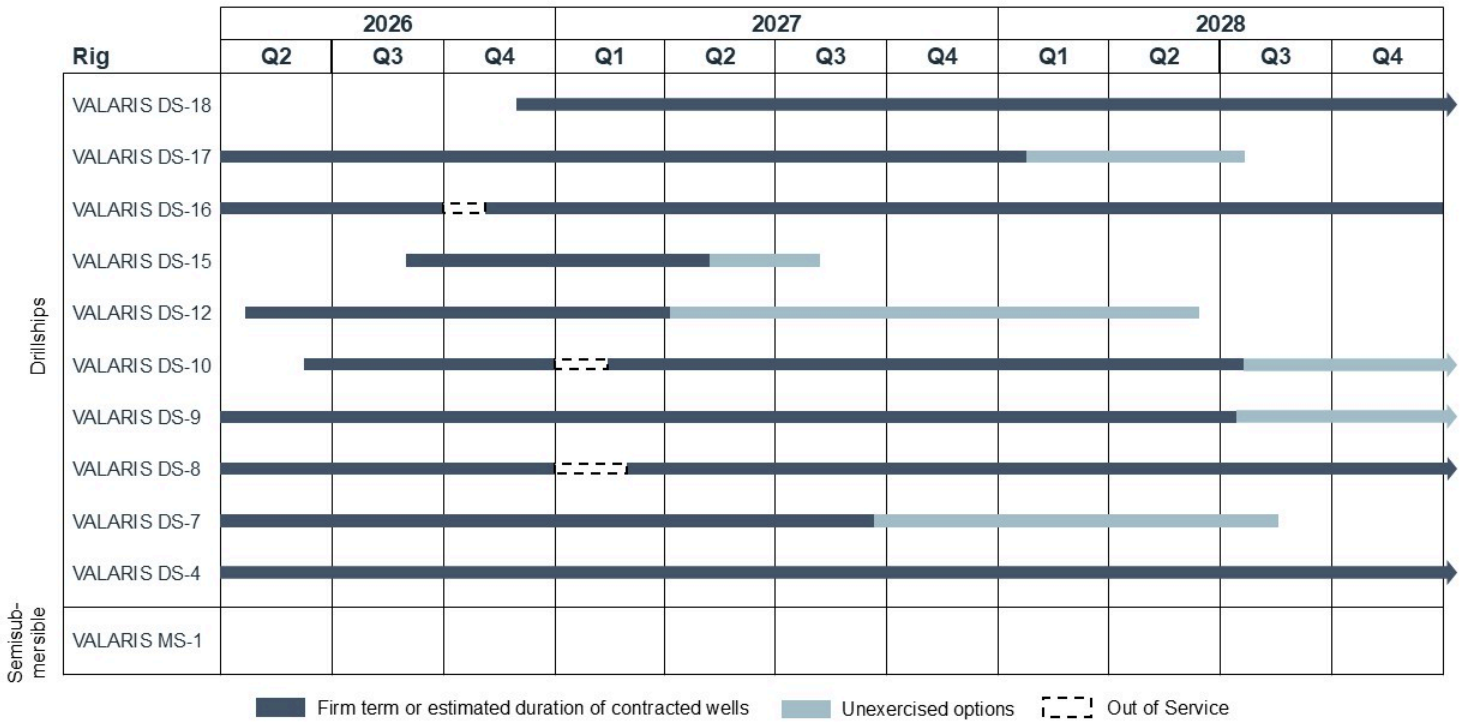 2026 2027 2028
Rig Q2 Q3 Q4 Q1 Q2 Q3 Q4 Q1 Q2 Q3 Q4
Drillships
VALARIS DS-18
VALARIS DS-17
VALARIS DS-16
VALARIS DS-15
VALARIS DS-12
VALARIS DS-10
VALARIS DS-9
VALARIS DS-8
VALARIS DS-7
VALARIS DS-4
Semisub-
mersible
VALARIS MS-1
Firm term or estimated duration of contracted wells Unexercised options Out of Service